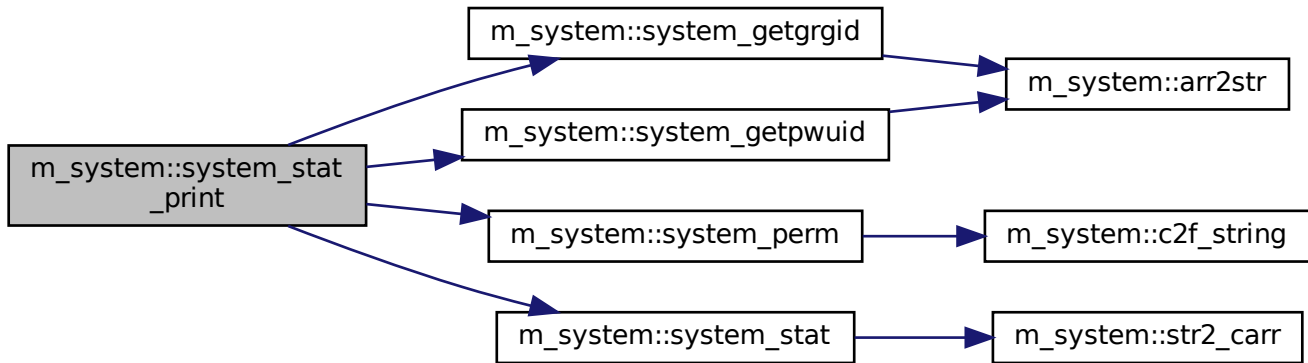 m_system::system_stat
_print
m_system::system_getgrgid
m_system::system_getpwuid
m_system::system_perm
m_system::system_stat
m_system::arr2str
m_system::c2f_string
m_system::str2_carr